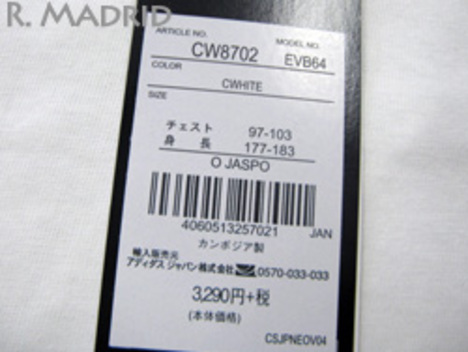 R. MADRID
ARTICLE NO. MODEL NO.
CW8702 EVB64
COLOR
CWHITE
SIZE
チェスト 97-103
身 長 177-183
O JASPO
4060513257021 JAN
カンボジア製
輸入販売元
アディダス ジャパン株式会社 0570-033-033
3,290円+税
(本体価格)
CSJPNEOV04